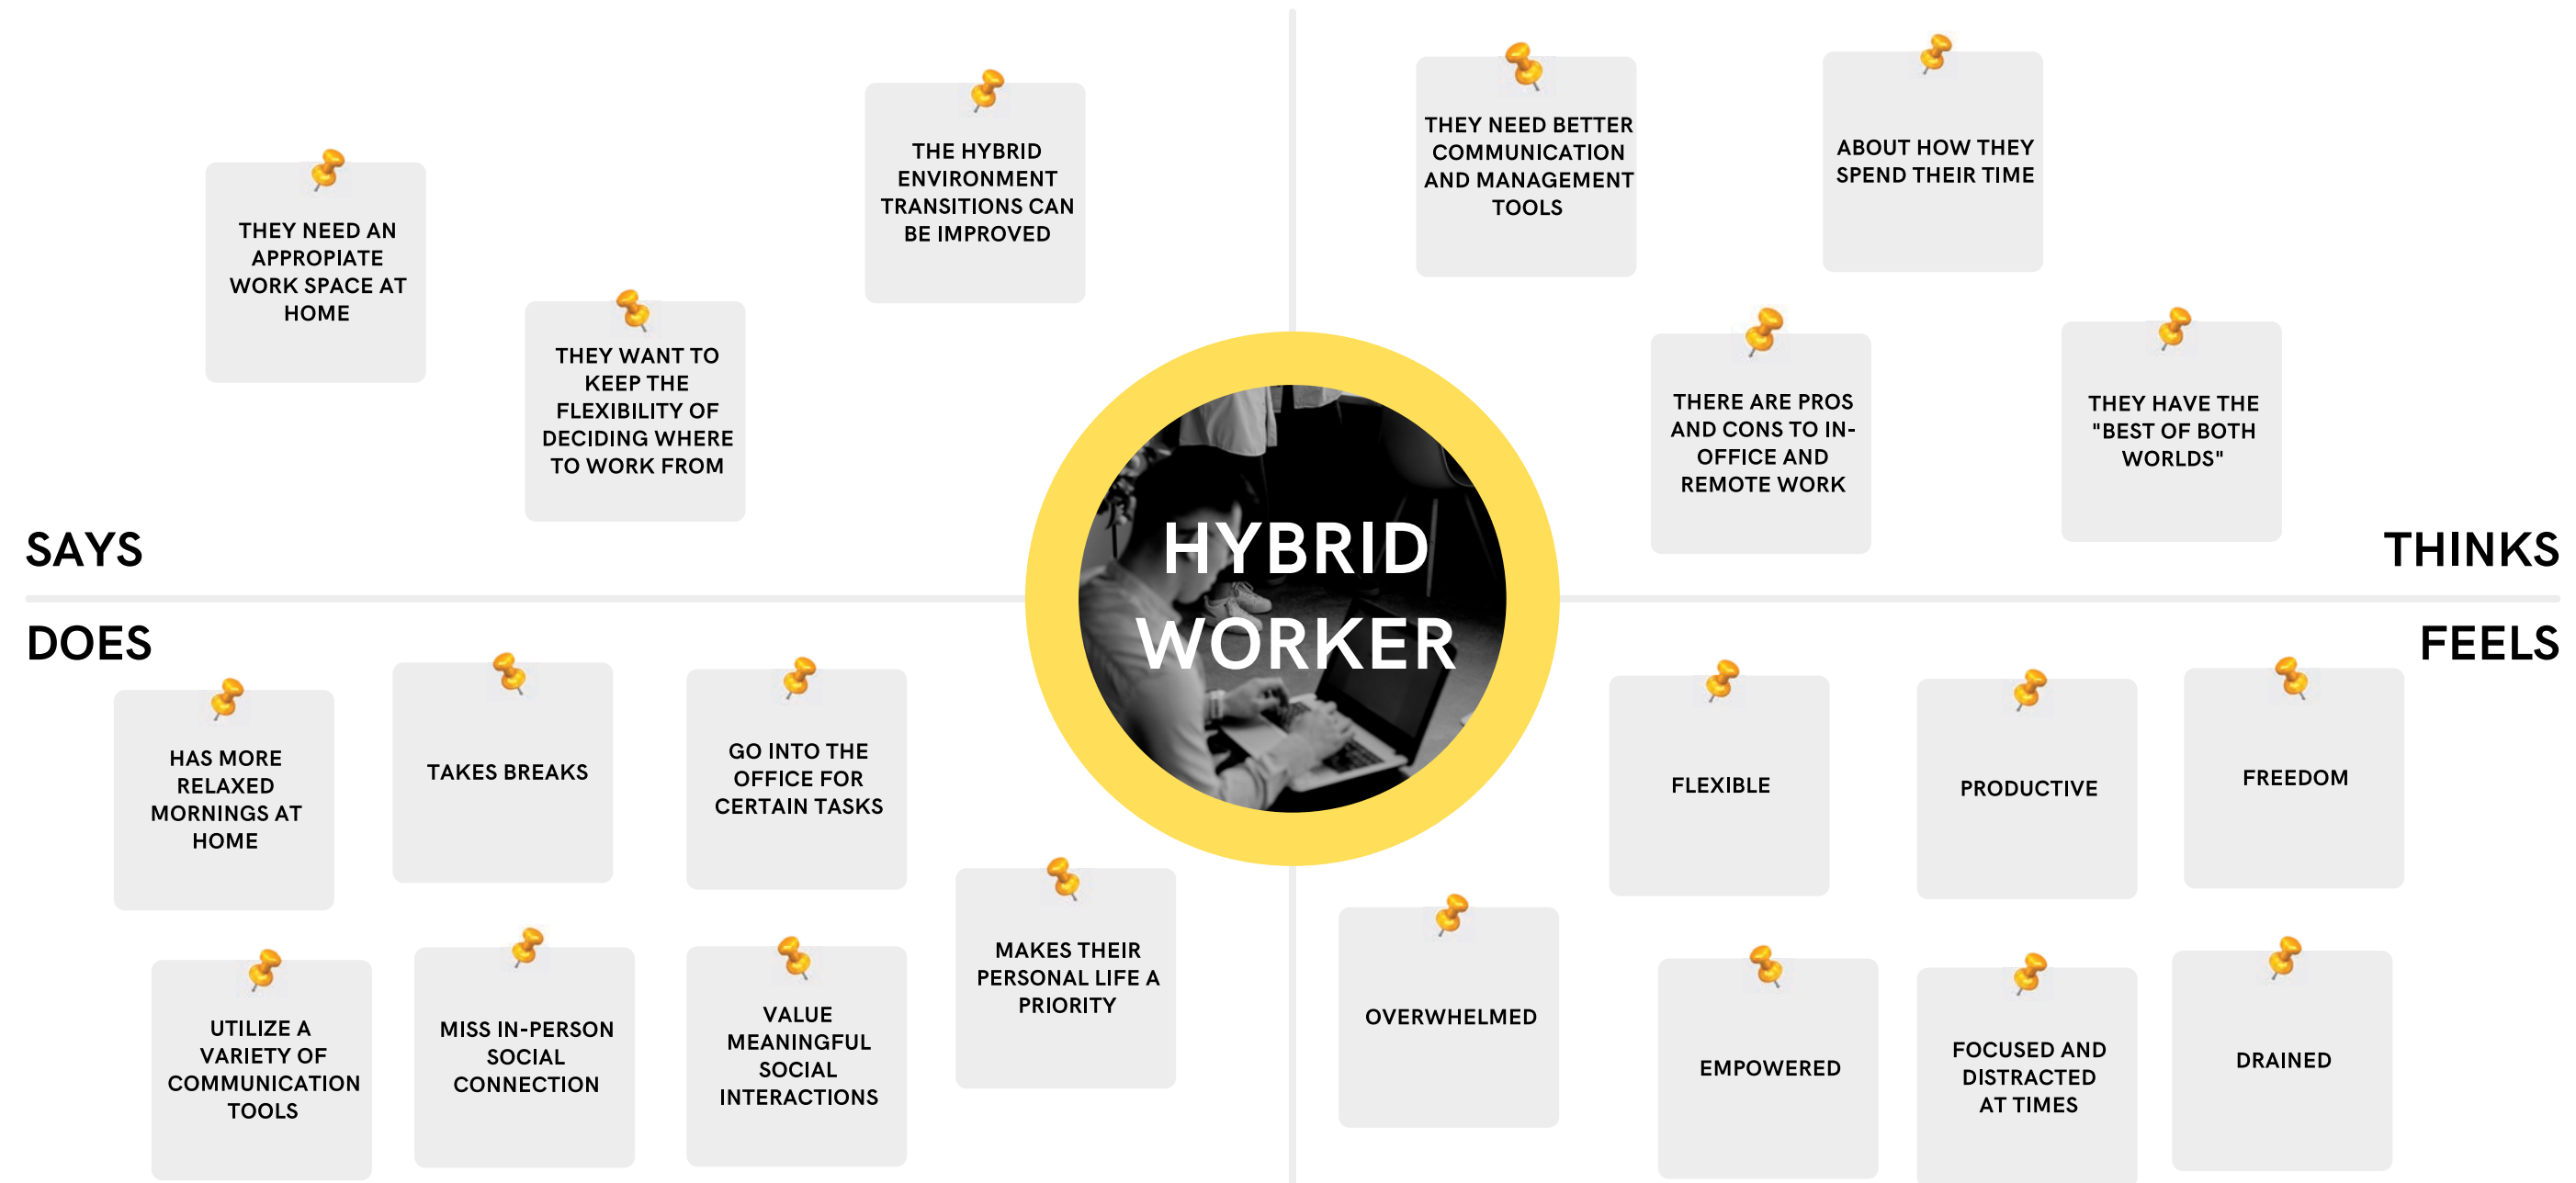 THEY NEED AN
APPROPIATE
WORK SPACE AT
HOME
THEY WANT TO
KEEP THE
FLEXIBILITY OF
DECIDING WHERE
TO WORK FROM
THE HYBRID
ENVIRONMENT
TRANSITIONS CAN
BE IMPROVED
SAYS
THEY NEED BETTER
COMMUNICATION
AND MANAGEMENT
TOOLS
ABOUT HOW THEY
SPEND THEIR TIME
THERE ARE PROS
AND CONS TO IN-
OFFICE AND
REMOTE WORK
THEY HAVE THE
"BEST OF BOTH
WORLDS"
THINKS
HYBRID
WORKER
DOES
HAS MORE
RELAXED
MORNINGS AT
HOME
TAKES BREAKS
GO INTO THE
OFFICE FOR
CERTAIN TASKS
MAKES THEIR
PERSONAL LIFE A
PRIORITY
UTILIZE A
VARIETY OF
COMMUNICATION
TOOLS
MISS IN-PERSON
SOCIAL
CONNECTION
VALUE
MEANINGFUL
SOCIAL
INTERACTIONS
FEELS
FLEXIBLE
PRODUCTIVE
FREEDOM
OVERWHELMED
EMPOWERED
FOCUSED AND
DISTRACTED
AT TIMES
DRAINED